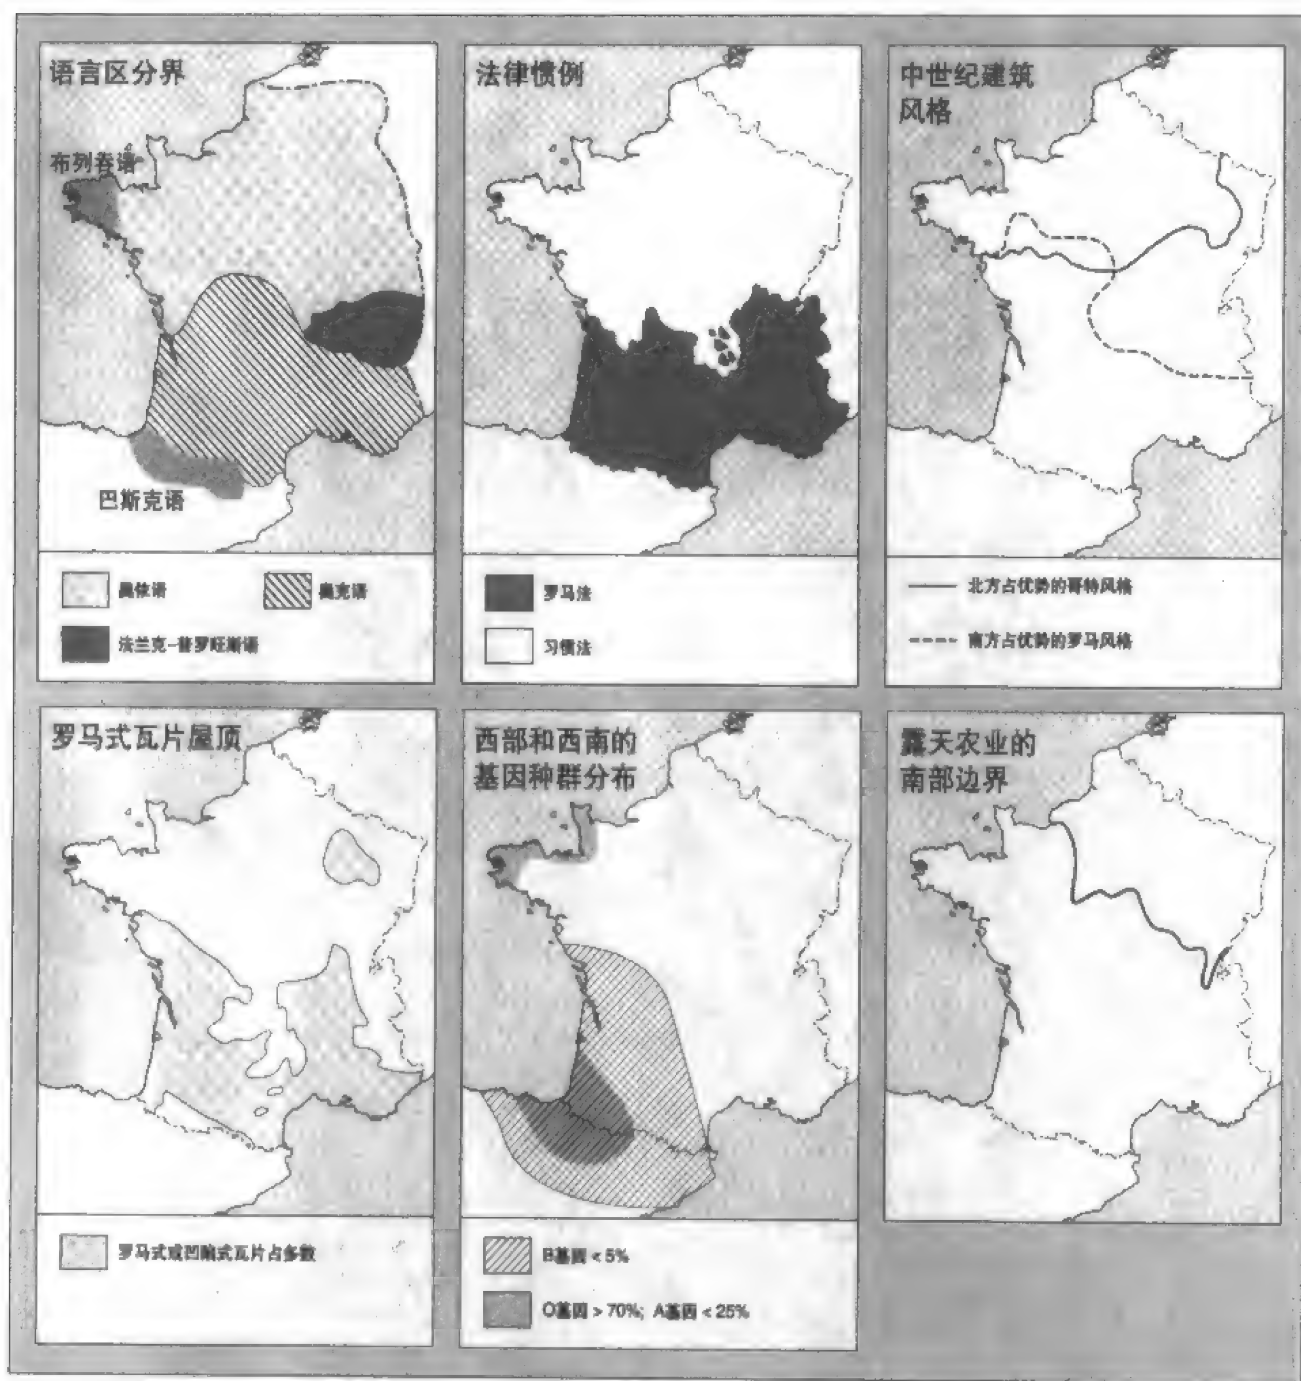 语言区分界
布列吞语
巴斯克语
奥依语
奥克语
法兰克-普罗旺斯语
法律惯例
罗马法
习惯法
中世纪建筑
风格
北方占优势的哥特风格
南方占优势的罗马风格
罗马式瓦片屋顶
罗马式或凹陷式瓦片占多数
西部和西南的
基因种群分布
B基因 < 5%
O基因 > 70%; A基因 < 25%
露天农业的
南部边界